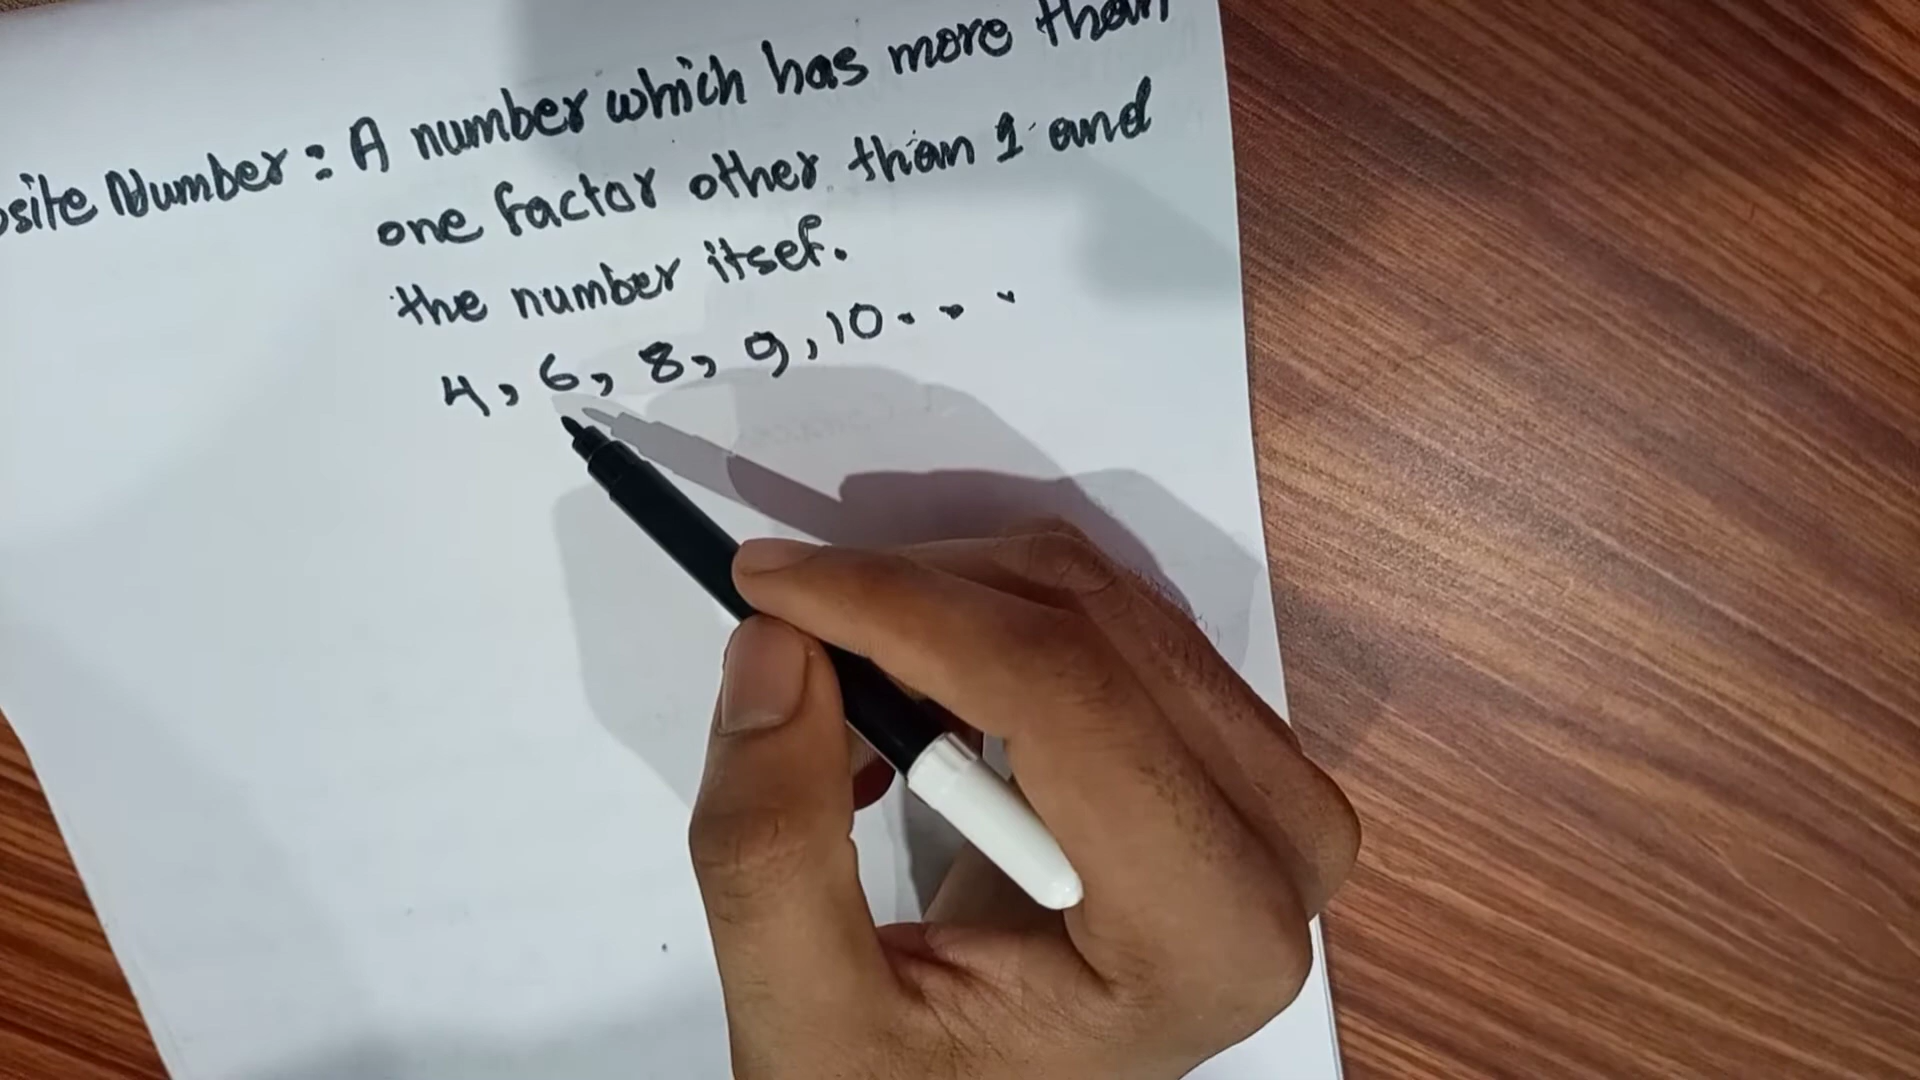 osite Number: A number which has more than
one factor other than 1 and
the number itsef.
4, 6, 8, 9, 10....